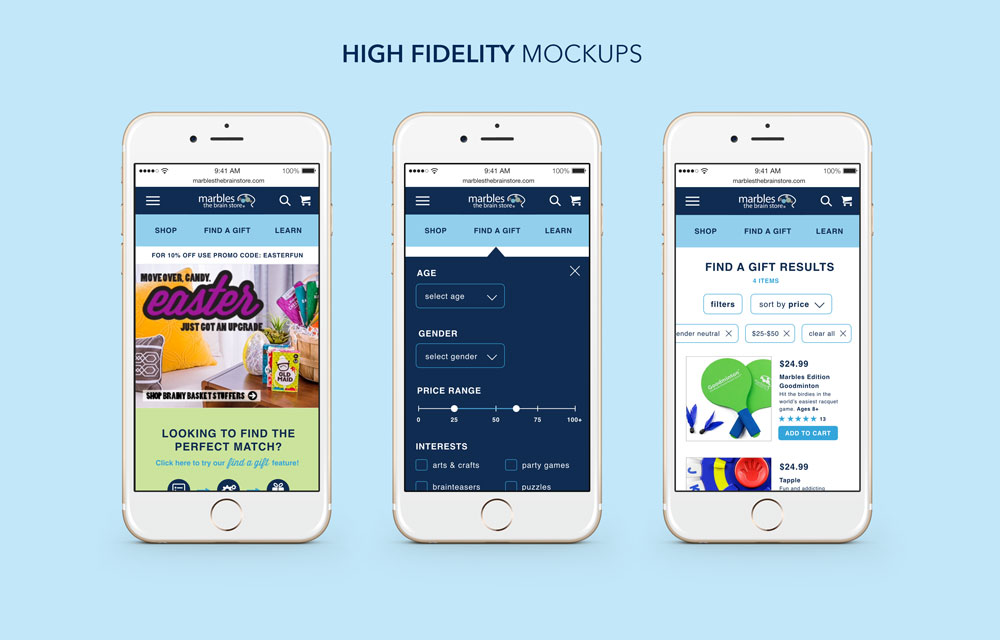 HIGH FIDELITY MOCKUPS
9:41 AM 100%
marblesthebrainstore.com
marbles
the brain store®
SHOP FIND A GIFT LEARN
FOR 10% OFF USE PROMO CODE: EASTERFUN
MOVE OVER, CANDY.
easter
JUST GOT AN UPGRADE
OLD
MAID
SHOP BRAINY BASKET STUFFERS
LOOKING TO FIND THE
PERFECT MATCH?
Click here to try our find a gift feature!
9:41 AM 100%
marblesthebrainstore.com
marbles
the brain store®
SHOP FIND A GIFT LEARN
AGE
select age
GENDER
select gender
PRICE RANGE
0 25 50 75 100+
INTERESTS
arts & crafts party games
brainteasers puzzles
9:41 AM 100%
marblesthebrainstore.com
marbles
the brain store®
SHOP FIND A GIFT LEARN
FIND A GIFT RESULTS
4 ITEMS
filters sort by price
ender neutral $25-$50 clear all
Goodminton
$24.99
Marbles Edition
Goodminton
Hit the birdies in the
world's easiest racquet
game. Ages 8+
13
ADD TO CART
$24.99
Tapple
Fun and addicting